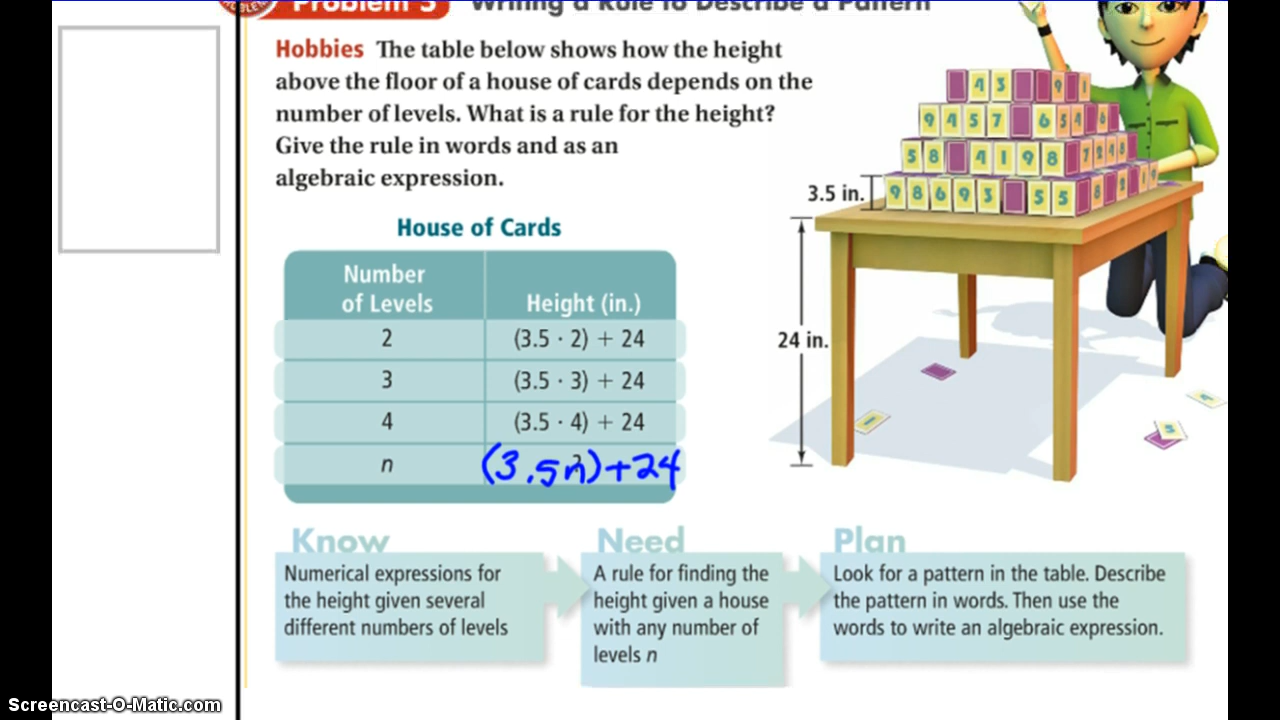 Problem 5 Writing a Rule to Describe a Pattern
Hobbies The table below shows how the height
above the floor of a house of cards depends on the
number of levels. What is a rule for the height?
Give the rule in words and as an
algebraic expression.
3.5 in.
24 in.
House of Cards
Number
of Levels
Height (in.)
2 (3.5 · 2) + 24
3 (3.5 · 3) + 24
4 (3.5 · 4) + 24
n (3.5n)+24
Know
Numerical expressions for
the height given several
different numbers of levels
Need
A rule for finding the
height given a house
with any number of
levels n
Plan
Look for a pattern in the table. Describe
the pattern in words. Then use the
words to write an algebraic expression.
Screencast-O-Matic.com